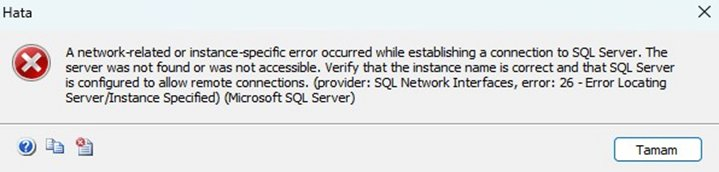 Hata
A network-related or instance-specific error occurred while establishing a connection to SQL Server. The
server was not found or was not accessible. Verify that the instance name is correct and that SQL Server
is configured to allow remote connections. (provider: SQL Network Interfaces, error: 26 - Error Locating
Server/Instance Specified) (Microsoft SQL Server)
Tamam